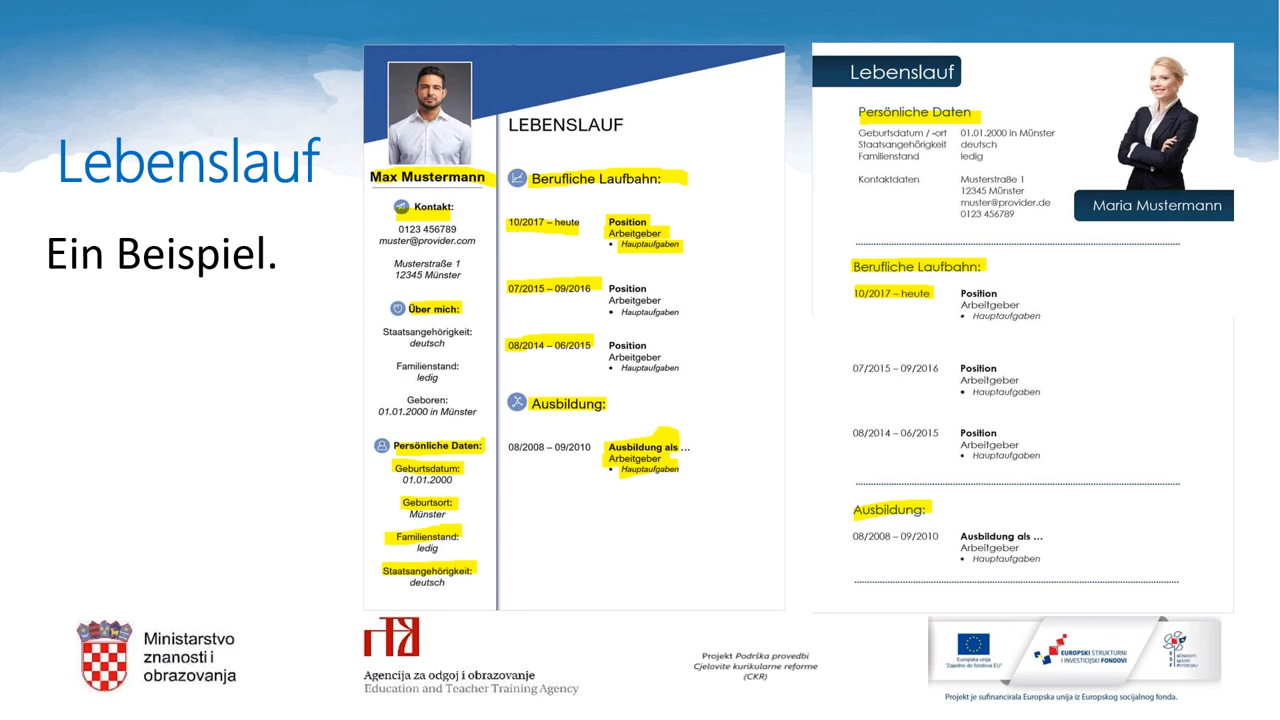 Lebenslauf
Ein Beispiel.
LEBENSLAUF
Max Mustermann
Kontakt:
0123 456789
muster@provider.com
Musterstraße 1
12345 Münster
Über mich:
Staatsangehörigkeit:
deutsch
Familienstand:
ledig
Geboren:
01.01.2000 in Münster
Persönliche Daten:
Geburtsdatum:
01.01.2000
Geburtsort:
Münster
Familienstand:
ledig
Staatsangehörigkeit:
deutsch
Berufliche Laufbahn:
10/2017 – heute Position
Arbeitgeber
• Hauptaufgaben
07/2015 – 09/2016 Position
Arbeitgeber
• Hauptaufgaben
08/2014 – 06/2015 Position
Arbeitgeber
• Hauptaufgaben
Ausbildung:
08/2008 – 09/2010 Ausbildung als ...
Arbeitgeber
• Hauptaufgaben
Lebenslauf
Persönliche Daten
Geburtsdatum / -ort 01.01.2000 in Münster
Staatsangehörigkeit deutsch
Familienstand ledig
Kontaktdaten Musterstraße 1
12345 Münster
muster@provider.de
0123 456789
Maria Mustermann
Berufliche Laufbahn:
10/2017 – heute Position
Arbeitgeber
• Hauptaufgaben
07/2015 – 09/2016 Position
Arbeitgeber
• Hauptaufgaben
08/2014 – 06/2015 Position
Arbeitgeber
• Hauptaufgaben
Ausbildung:
08/2008 – 09/2010 Ausbildung als ...
Arbeitgeber
• Hauptaufgaben
Ministarstvo
znanosti i
obrazovanja
Agencija za odgoj i obrazovanje
Education and Teacher Training Agency
Projekt Podrška provedbi
Cjelovite kurikularne reforme
(CKR)
Europska unija
"Zajedno do fondova EU"
EUROPSKI STRUKTURNI
I INVESTICIJSKI FONDOVI
Projekt je sufinancirala Europska unija iz Europskog socijalnog fonda.